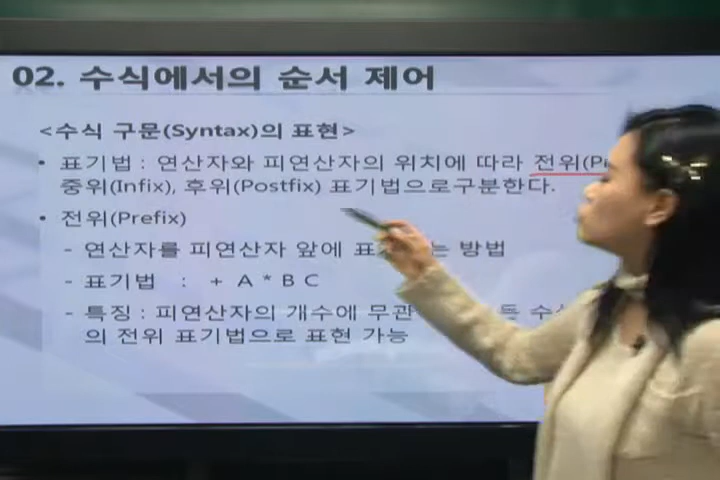 02. 수식에서의 순서 제어
<수식 구문(Syntax)의 표현>
• 표기법 : 연산자와 피연산자의 위치에 따라 전위(P
중위(Infix), 후위(Postfix) 표기법으로구분한다.
• 전위(Prefix)
- 연산자를 피연산자 앞에 는 방법
- 표기법 : + A * B C
- 특징 : 피연산자의 개수에 무관
의 전위 표기법으로 표현 가능